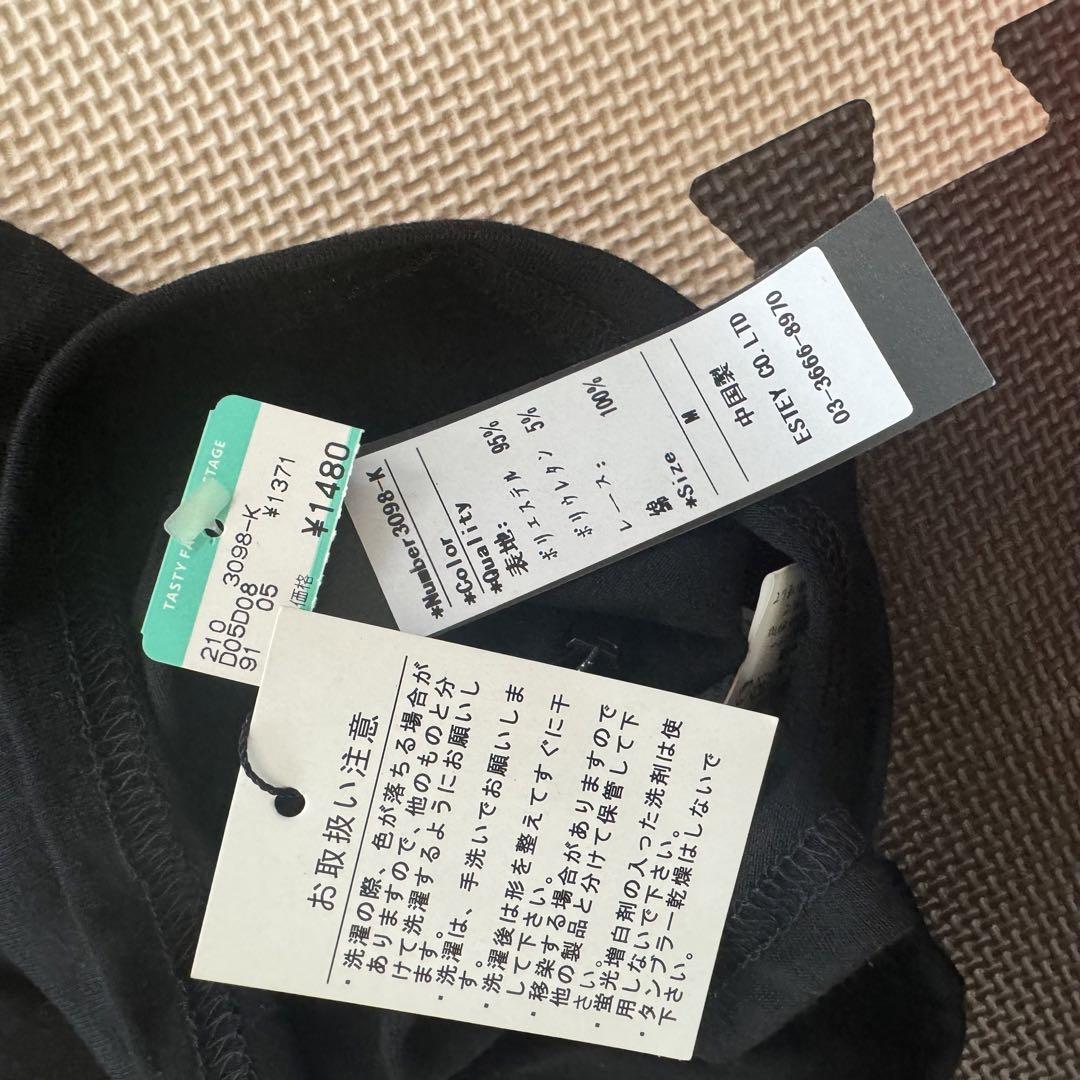 TASTY
210
D05D08 3098-K
91 05 ¥1371
価格 ¥1480
*Number3098-K
*Color
*Quality
表地:
ポリエステル 95%
ポリウレタン 5%
レース: 100%
綿
*Size
M
中国製
ESTEY CO.LTD
03-3666-8970
お取扱い注意
・洗濯の際、色が落ちる場合が
ありますので、他のものと分
けて洗濯するようにお願いし
ます。
・洗濯は、手洗いでお願いしま
す。
・洗濯後は形を整えてすぐに干
して下さい。
・移染する場合がありますので
他の製品と分けて保管して下
さい。
・蛍光増白剤の入った洗剤は使
用しないで下さい。
・タンブラー乾燥はしないで
下さい。